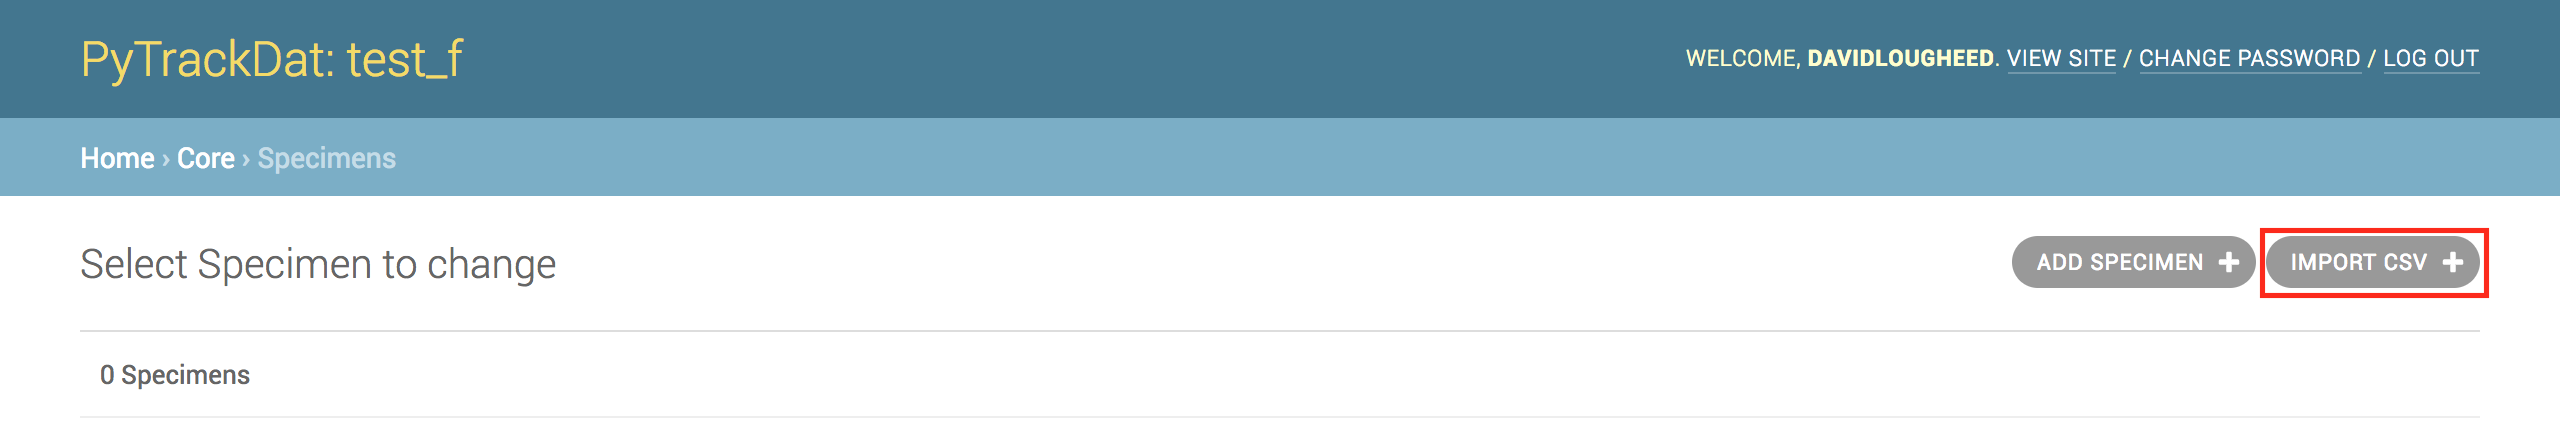 PyTrackDat: test_f
WELCOME, DAVIDLOUGHEED. VIEW SITE / CHANGE PASSWORD / LOG OUT
Home › Core › Specimens
Select Specimen to change
ADD SPECIMEN +
IMPORT CSV +
0 Specimens